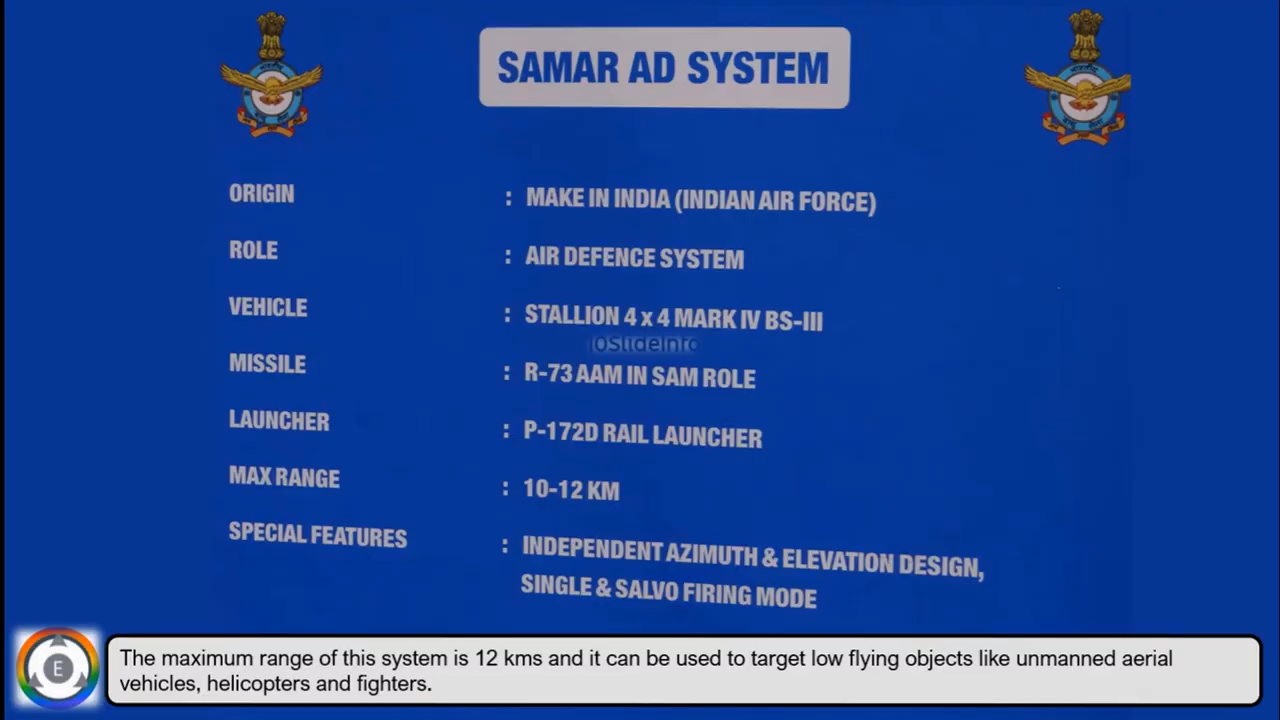 SAMAR AD SYSTEM
ORIGIN : MAKE IN INDIA (INDIAN AIR FORCE)
ROLE : AIR DEFENCE SYSTEM
VEHICLE : STALLION 4 x 4 MARK IV BS-III
MISSILE : R-73 AAM IN SAM ROLE
LAUNCHER : P-172D RAIL LAUNCHER
MAX RANGE : 10-12 KM
SPECIAL FEATURES : INDEPENDENT AZIMUTH & ELEVATION DESIGN,
SINGLE & SALVO FIRING MODE
E
The maximum range of this system is 12 kms and it can be used to target low flying objects like unmanned aerial
vehicles, helicopters and fighters.